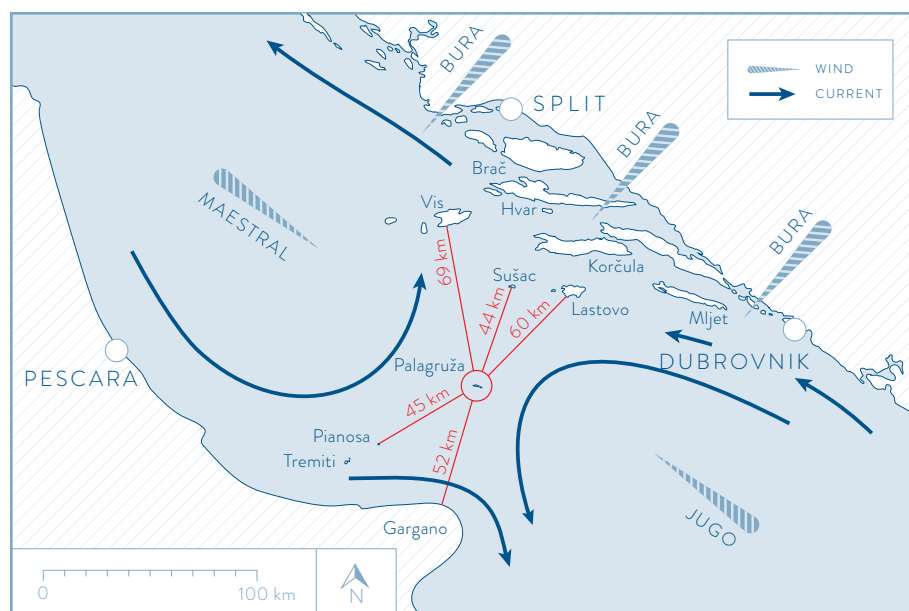 BURA
WIND
CURRENT
SPLIT
BURA
Brač
MAESTRAL
Vis
Hvar
BURA
69 km
Korčula
Sušac
44 km
60 km
Lastovo
Mljet
DUBROVNIK
PESCARA
Palagruža
45 km
Pianosa
Tremiti
52 km
JUGO
Gargano
0
100 km
N